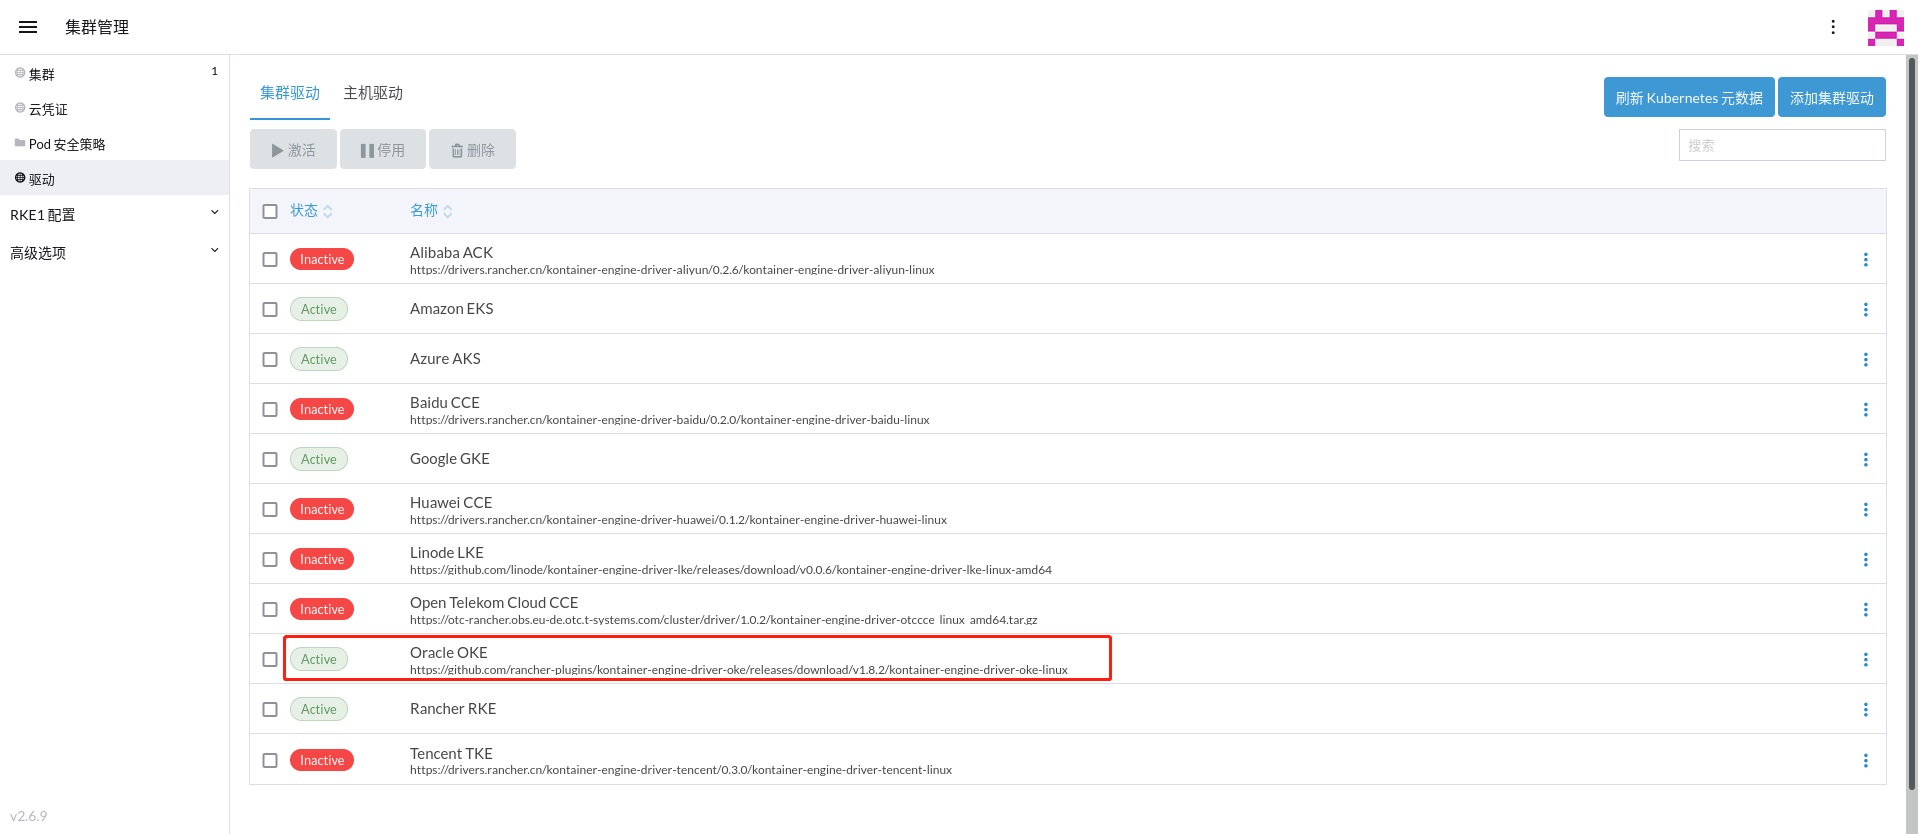 集群管理
集群
1
云凭证
Pod 安全策略
驱动
RKE1 配置
高级选项
集群驱动
主机驱动
刷新 Kubernetes 元数据
添加集群驱动
激活
停用
删除
搜索
状态
名称
Inactive
Alibaba ACK
https://drivers.rancher.cn/kontainer-engine-driver-aliyun/0.2.6/kontainer-engine-driver-aliyun-linux
Active
Amazon EKS
Active
Azure AKS
Inactive
Baidu CCE
https://drivers.rancher.cn/kontainer-engine-driver-baidu/0.2.0/kontainer-engine-driver-baidu-linux
Active
Google GKE
Inactive
Huawei CCE
https://drivers.rancher.cn/kontainer-engine-driver-huawei/0.1.2/kontainer-engine-driver-huawei-linux
Inactive
Linode LKE
https://github.com/linode/kontainer-engine-driver-lke/releases/download/v0.0.6/kontainer-engine-driver-lke-linux-amd64
Inactive
Open Telekom Cloud CCE
https://otc-rancher.obs.eu-de.otc.t-systems.com/cluster/driver/1.0.2/kontainer-engine-driver-otccce_linux_amd64.tar.gz
Active
Oracle OKE
https://github.com/rancher-plugins/kontainer-engine-driver-oke/releases/download/v1.8.2/kontainer-engine-driver-oke-linux
Active
Rancher RKE
Inactive
Tencent TKE
https://drivers.rancher.cn/kontainer-engine-driver-tencent/0.3.0/kontainer-engine-driver-tencent-linux
v2.6.9